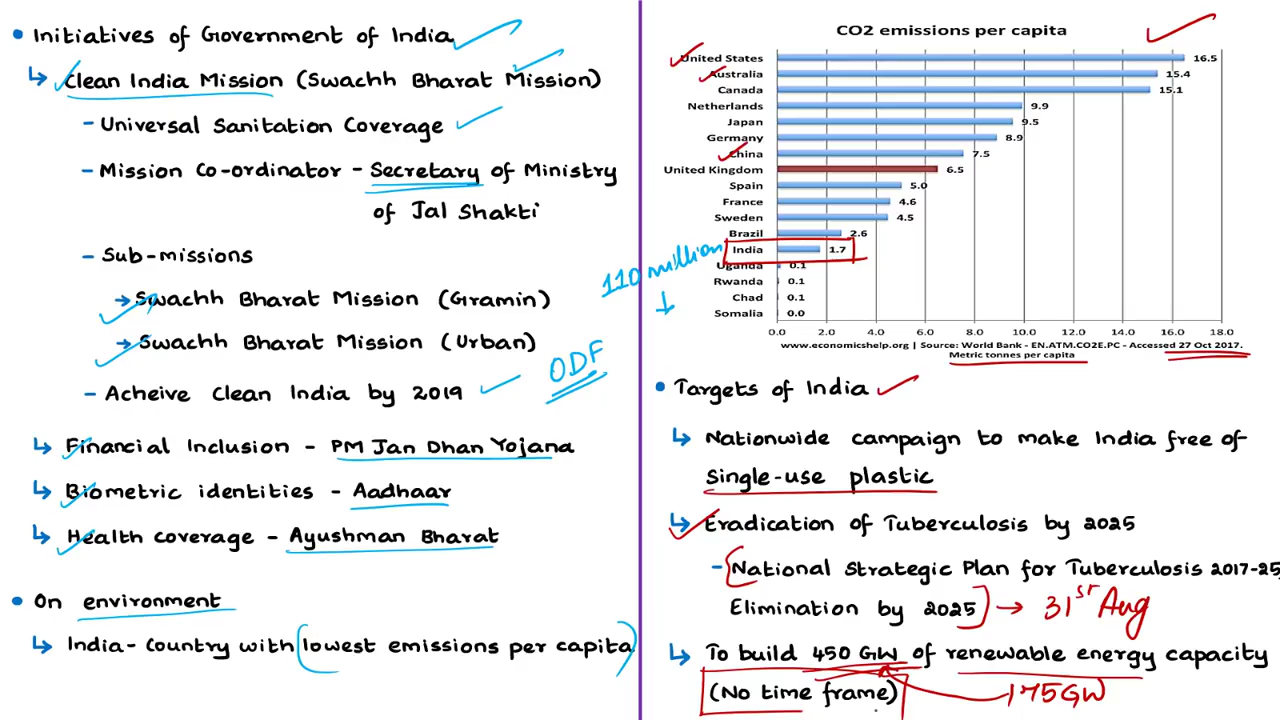 • Initiatives of Government of India
↳ Clean India Mission (Swachh Bharat Mission)
- Universal Sanitation Coverage
- Mission Co-ordinator - Secretary of Ministry
of Jal Shakti
- Sub-missions
→ Swachh Bharat Mission (Gramin)
→ Swachh Bharat Mission (Urban)
ODF
- Acheive Clean India by 2019
↳ Financial Inclusion - PM Jan Dhan Yojana
↳ Biometric identities - Aadhaar
↳ Health coverage - Ayushman Bharat
• On environment
↳ India- Country with lowest emissions per capita
110 million
↓
CO2 emissions per capita
United States 16.5
Australia 15.4
Canada 15.1
Netherlands 9.9
Japan 9.5
Germany 8.9
China 7.5
United Kingdom 6.5
Spain 5.0
France 4.6
Sweden 4.5
Brazil 2.6
India 1.7
Uganda 0.1
Rwanda 0.1
Chad 0.1
Somalia 0.0
0.0 2.0 4.0 6.0 8.0 10.0 12.0 14.0 16.0 18.0
www.economicshelp.org | Source: World Bank - EN.ATM.CO2E.PC - Accessed 27 Oct 2017.
Metric tonnes per capita
• Targets of India
↳ Nationwide campaign to make India free of
Single-use plastic
↳ Eradication of Tuberculosis by 2025
- National Strategic Plan for Tuberculosis 2017-25
Elimination by 2025 → 31st Aug
↳ To build 450 GW of renewable energy capacity
(No time frame) 175GW